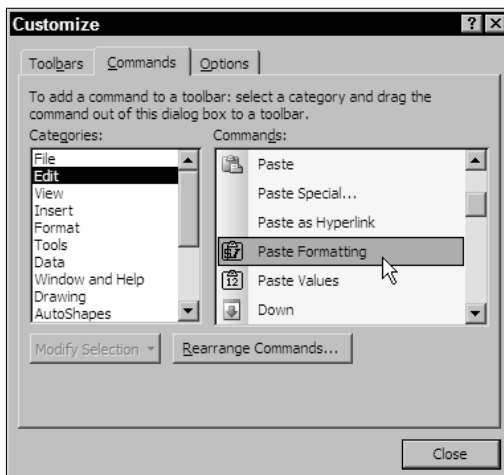 Customize
Toolbars Commands Options
To add a command to a toolbar: select a category and drag the
command out of this dialog box to a toolbar.
Categories:
File
Edit
View
Insert
Format
Tools
Data
Window and Help
Drawing
AutoShapes
Commands:
Paste
Paste Special...
Paste as Hyperlink
Paste Formatting
Paste Values
Down
Modify Selection
Rearrange Commands...
Close